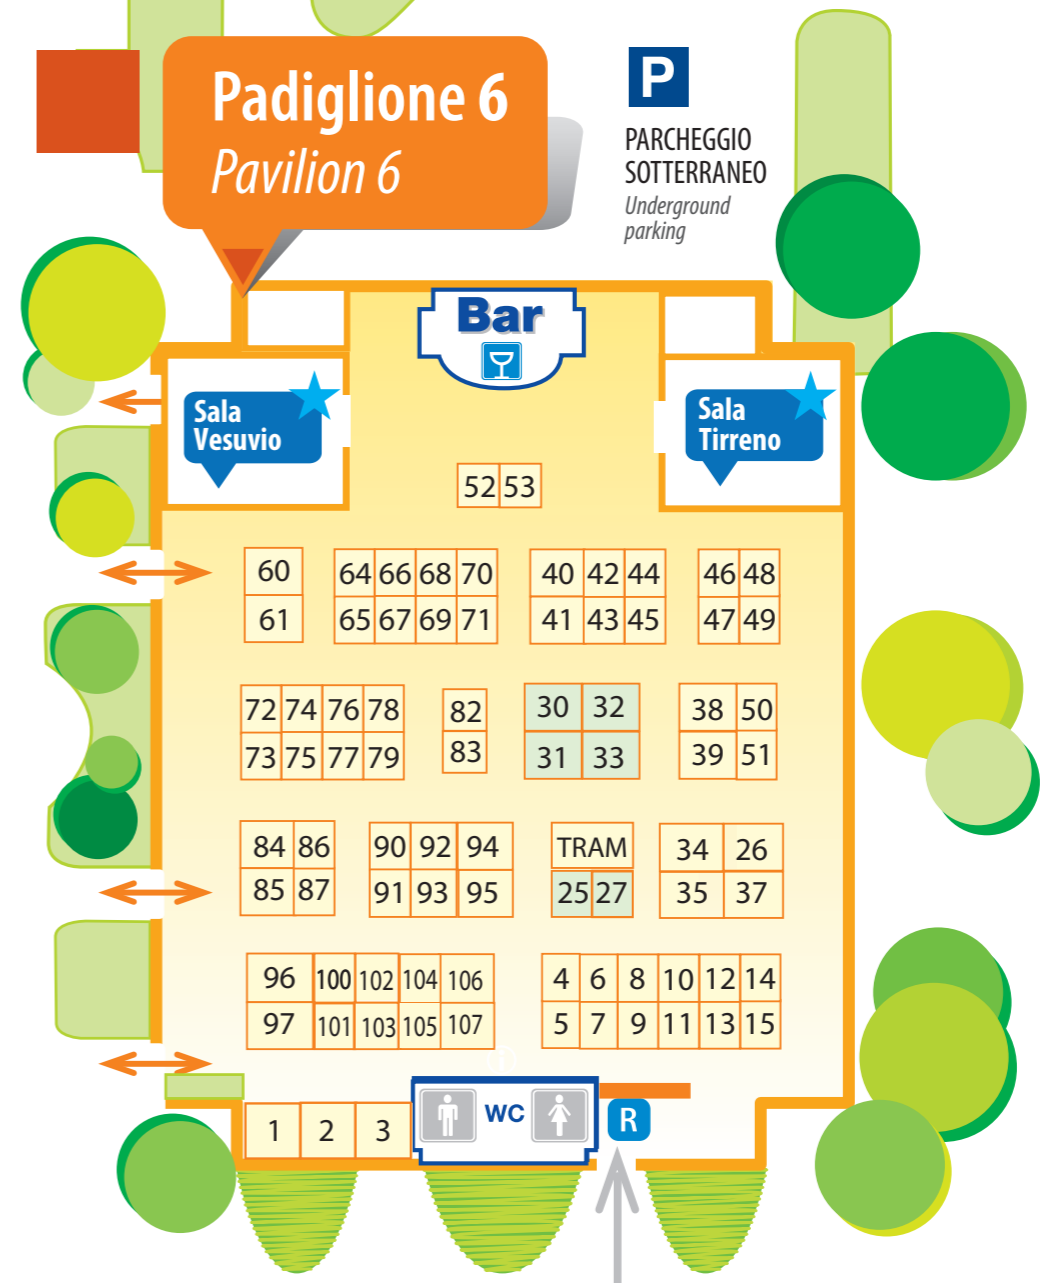 Padiglione 6
Pavilion 6
P
PARCHEGGIO
SOTTERRANEO
Underground
parking
Bar
Sala
Vesuvio
Sala
Tirreno
52 53
60 64 66 68 70 40 42 44 46 48
61 65 67 69 71 41 43 45 47 49
72 74 76 78 82 30 32 38 50
73 75 77 79 83 31 33 39 51
84 86 90 92 94 TRAM 34 26
85 87 91 93 95 25 27 35 37
96 100 102 104 106 4 6 8 10 12 14
97 101 103 105 107 5 7 9 11 13 15
1 2 3 WC R